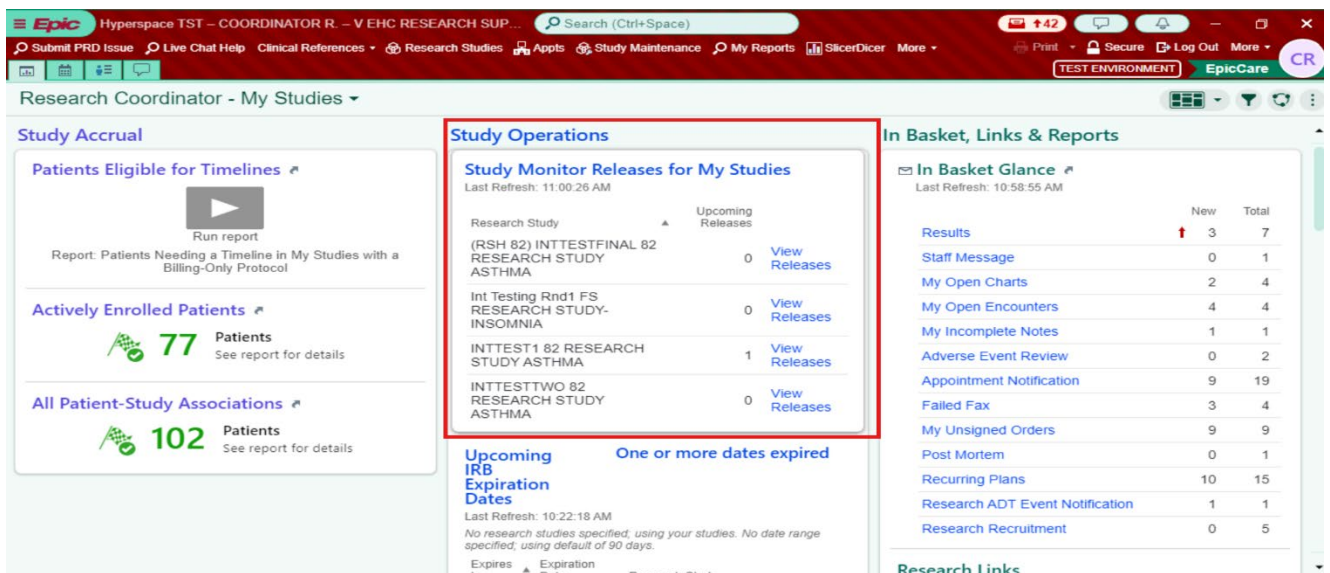 Epic Hyperspace TST – COORDINATOR R. – V EHC RESEARCH SUP... Search (Ctrl+Space) 42
Submit PRD Issue Live Chat Help Clinical References Research Studies Appts Study Maintenance My Reports SlicerDicer More Print Secure Log Out More
TEST ENVIRONMENT EpicCare CR
Research Coordinator - My Studies
Study Accrual
Patients Eligible for Timelines
Run report
Report: Patients Needing a Timeline in My Studies with a
Billing-Only Protocol
Actively Enrolled Patients
77 Patients
See report for details
All Patient-Study Associations
102 Patients
See report for details
Study Operations
Study Monitor Releases for My Studies
Last Refresh: 11:00:26 AM
Research Study Upcoming
Releases
(RSH 82) INTTESTFINAL 82
RESEARCH STUDY
ASTHMA 0 View
Releases
Int Testing Rnd1 FS
RESEARCH STUDY-
INSOMNIA 0 View
Releases
INTTEST1 82 RESEARCH
STUDY ASTHMA 1 View
Releases
INTTESTTWO 82
RESEARCH STUDY
ASTHMA 0 View
Releases
Upcoming
IRB
Expiration
Dates
One or more dates expired
Last Refresh: 10:22:18 AM
No research studies specified; using your studies. No date range
specified; using default of 90 days.
Expires Expiration
In Basket, Links & Reports
In Basket Glance
Last Refresh: 10:58:55 AM
New Total
Results 3 7
Staff Message 0 1
My Open Charts 2 4
My Open Encounters 4 4
My Incomplete Notes 1 1
Adverse Event Review 0 2
Appointment Notification 9 19
Failed Fax 3 4
My Unsigned Orders 9 9
Post Mortem 0 1
Recurring Plans 10 15
Research ADT Event Notification 1 1
Research Recruitment 0 5
Research Links